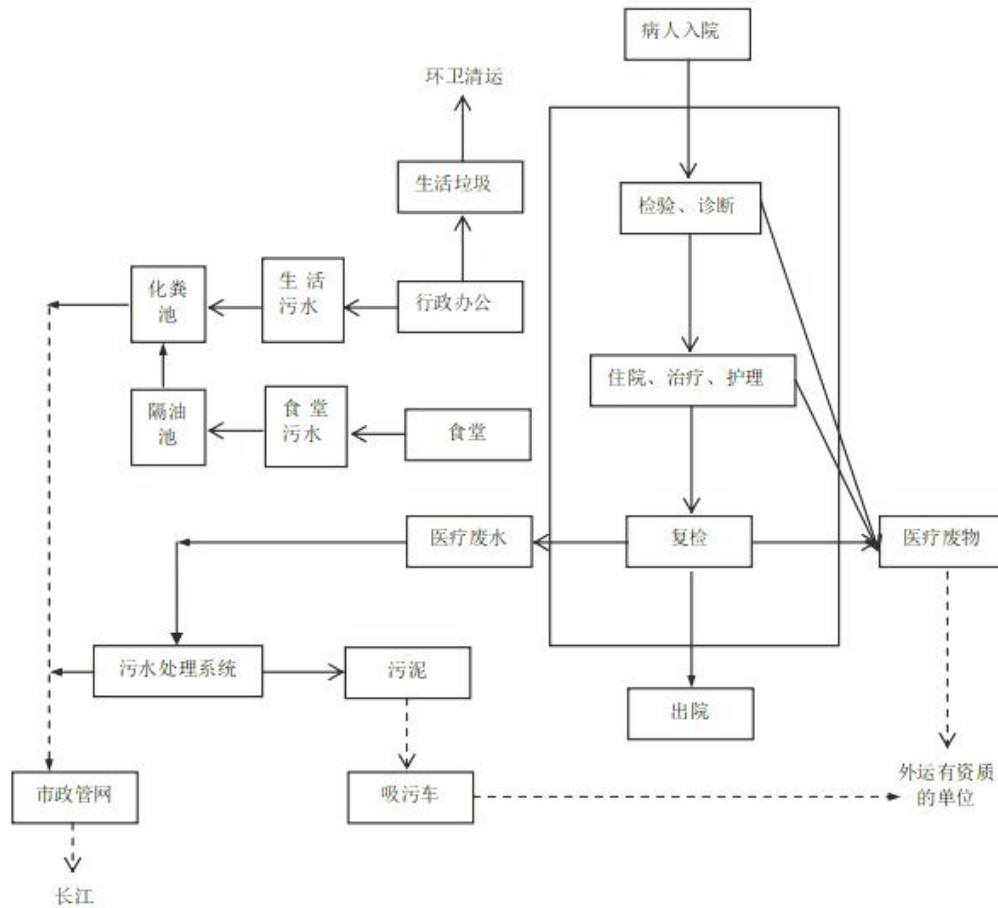 病人入院
环卫清运
生活垃圾
检验、诊断
化粪
池
生 活
污水
行政办公
住院、治疗、护理
隔油
池
食 堂
污水
食堂
医疗废水
复检
医疗废物
污水处理系统
污泥
出院
市政管网
吸污车
外运有资质
的单位
长江